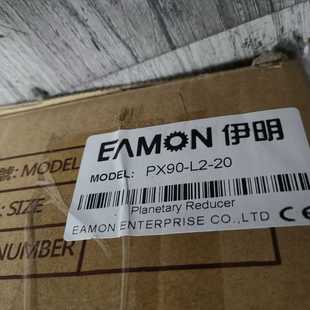 EAMON 伊明
號: MODEL
MODEL: PX90-L2-20
: SIZE
Planetary Reducer
NUMBER
EAMON ENTERPRISE CO.,LTD CE